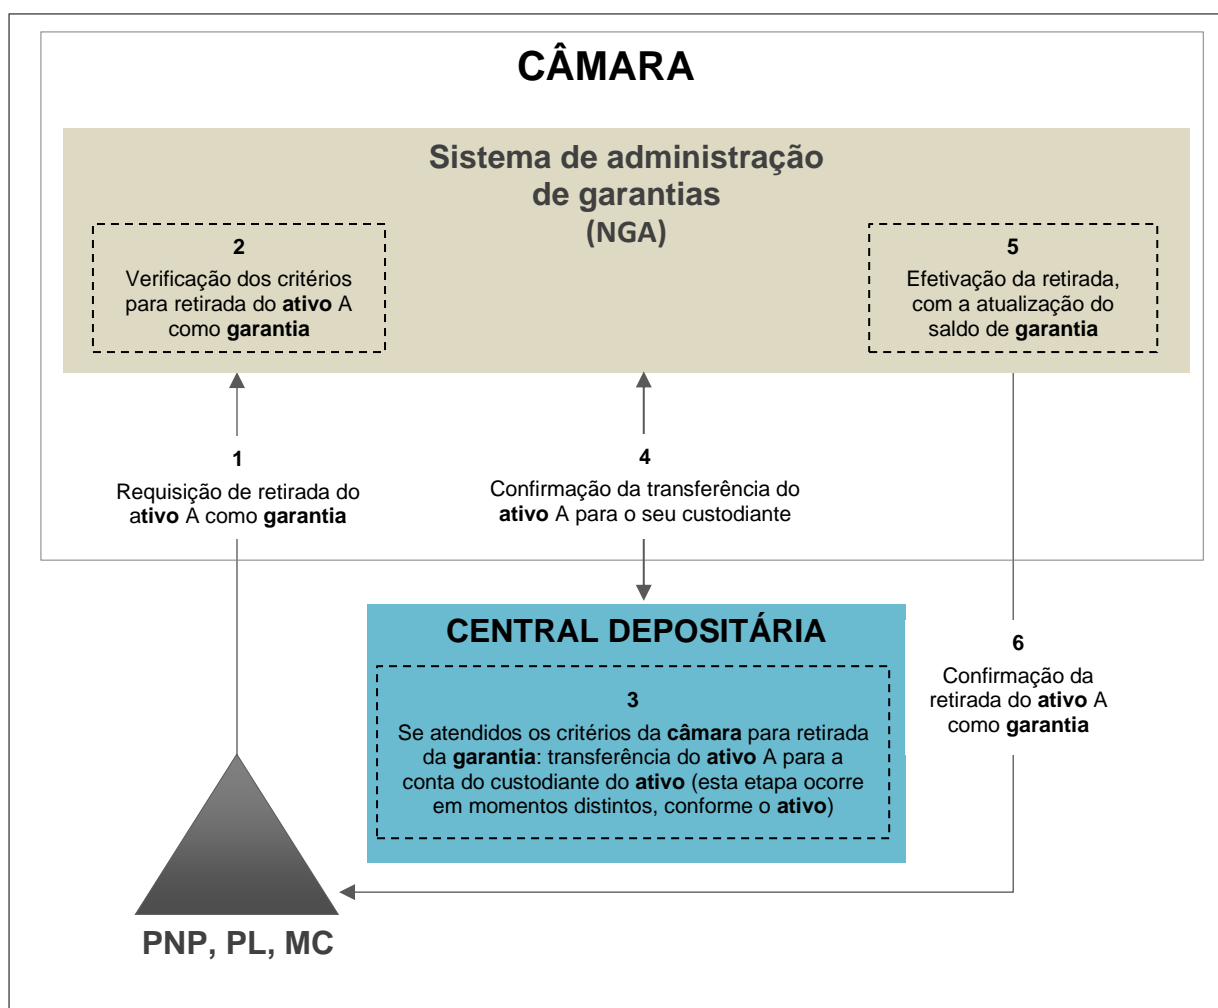 CÂMARA
Sistema de administração
de garantias
(NGA)
2
Verificação dos critérios
para retirada do ativo A
como garantia
5
Efetivação da retirada,
com a atualização do
saldo de garantia
1
Requisição de retirada do
ativo A como garantia
4
Confirmação da transferência do
ativo A para o seu custodiante
CENTRAL DEPOSITÁRIA
3
Se atendidos os critérios da câmara para retirada
da garantia: transferência do ativo A para a
conta do custodiante do ativo (esta etapa ocorre
em momentos distintos, conforme o ativo)
6
Confirmação da
retirada do ativo A
como garantia
PNP, PL, MC